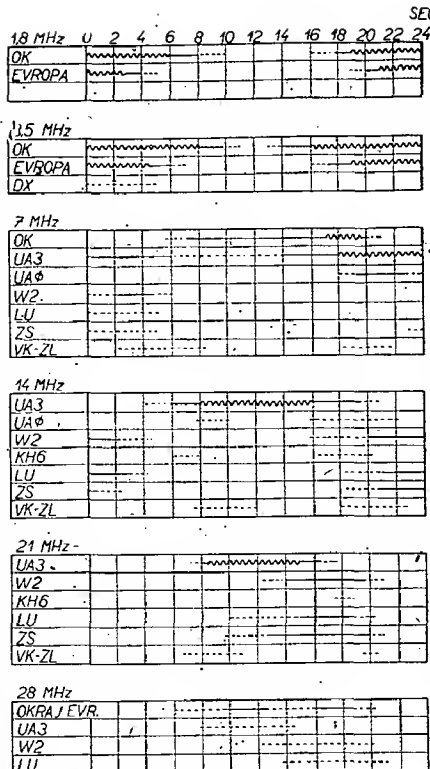 SEČ
1,8 MHz 0 2 4 6 8 10 12 14 16 18 20 22 24
OK
EVROPA
3,5 MHz
OK
EVROPA
DX
7 MHz
OK
UA3
UAΦ
W2
LU
ZS
VK-ZL
14 MHz
UA3
UAΦ
W2
KH6
LU
ZS
VK-ZL
21 MHz
UA3
W2
KH6
LU
ZS
VK-ZL
28 MHz
OKRAJ EVR.
UA3
W2
LU